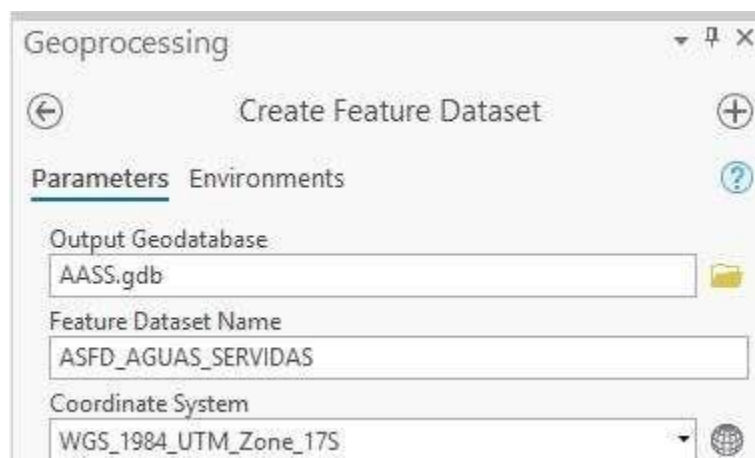 Geoprocessing
Create Feature Dataset
Parameters Environments
Output Geodatabase
AASS.gdb
Feature Dataset Name
ASFD_AGUAS_SERVIDAS
Coordinate System
WGS_1984_UTM_Zone_17S